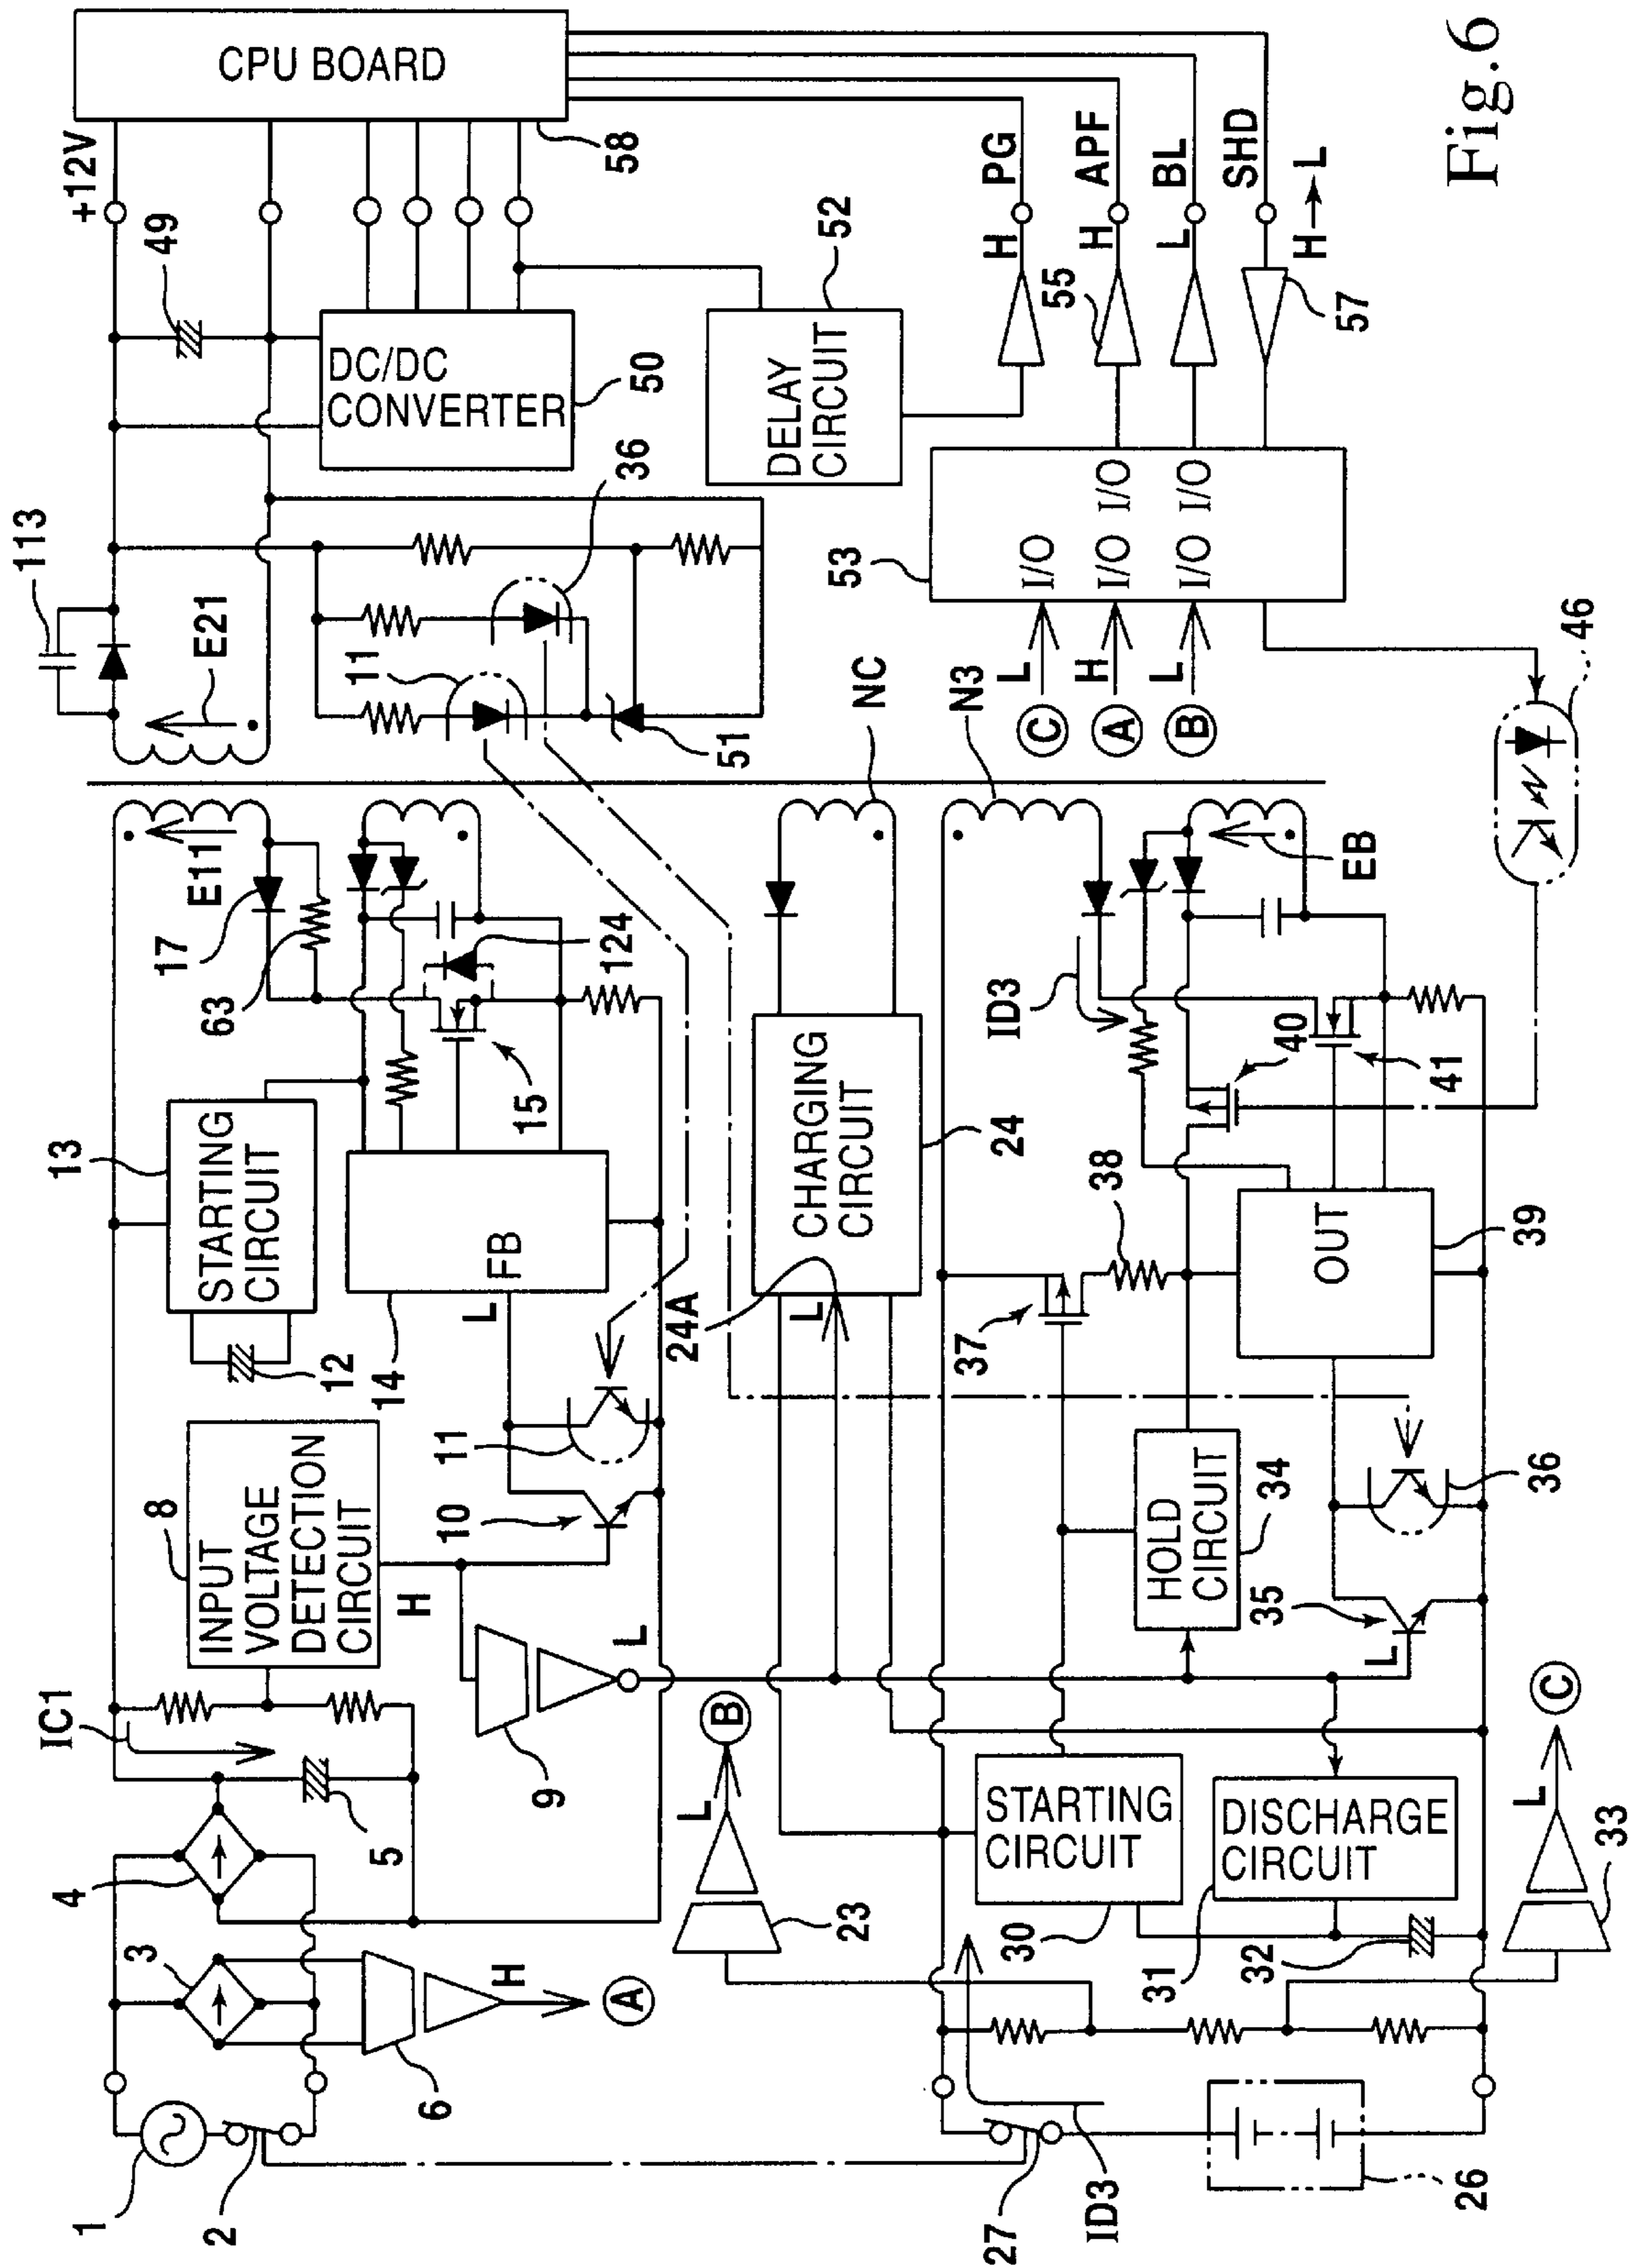 CPU BOARD
58
+12V
49
DC/DC
CONVERTER
50
DELAY
CIRCUIT
52
PG
APF
BL
SHD
H
H
L
H→L
55
57
53
I/O
I/O I/O
I/O I/O
L
H
L
C
A
B
46
113
E21
11
36
51
NC
N3
E11
17
63
124
15
13
STARTING
CIRCUIT
12
14
FB
L
11
10
8
INPUT
VOLTAGE
DETECTION
CIRCUIT
H
L
9
IC1
5
4
3
6
H
A
1
2
CHARGING
CIRCUIT
24
24A
L
ID3
EB
40
41
38
37
OUT
39
HOLD
CIRCUIT
34
35
L
36
B
L
23
STARTING
CIRCUIT
30
DISCHARGE
CIRCUIT
31
32
C
L
33
27
ID3
26
Fig.6